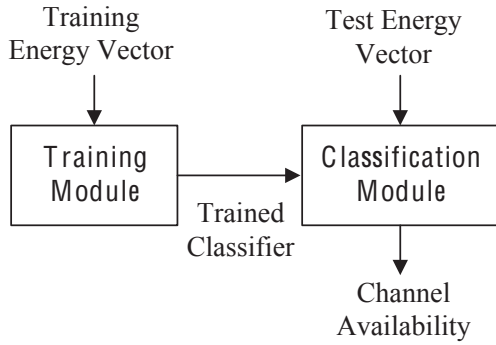 Training
Energy Vector
Test Energy
Vector
Training
Module
Classification
Module
Trained
Classifier
Channel
Availability